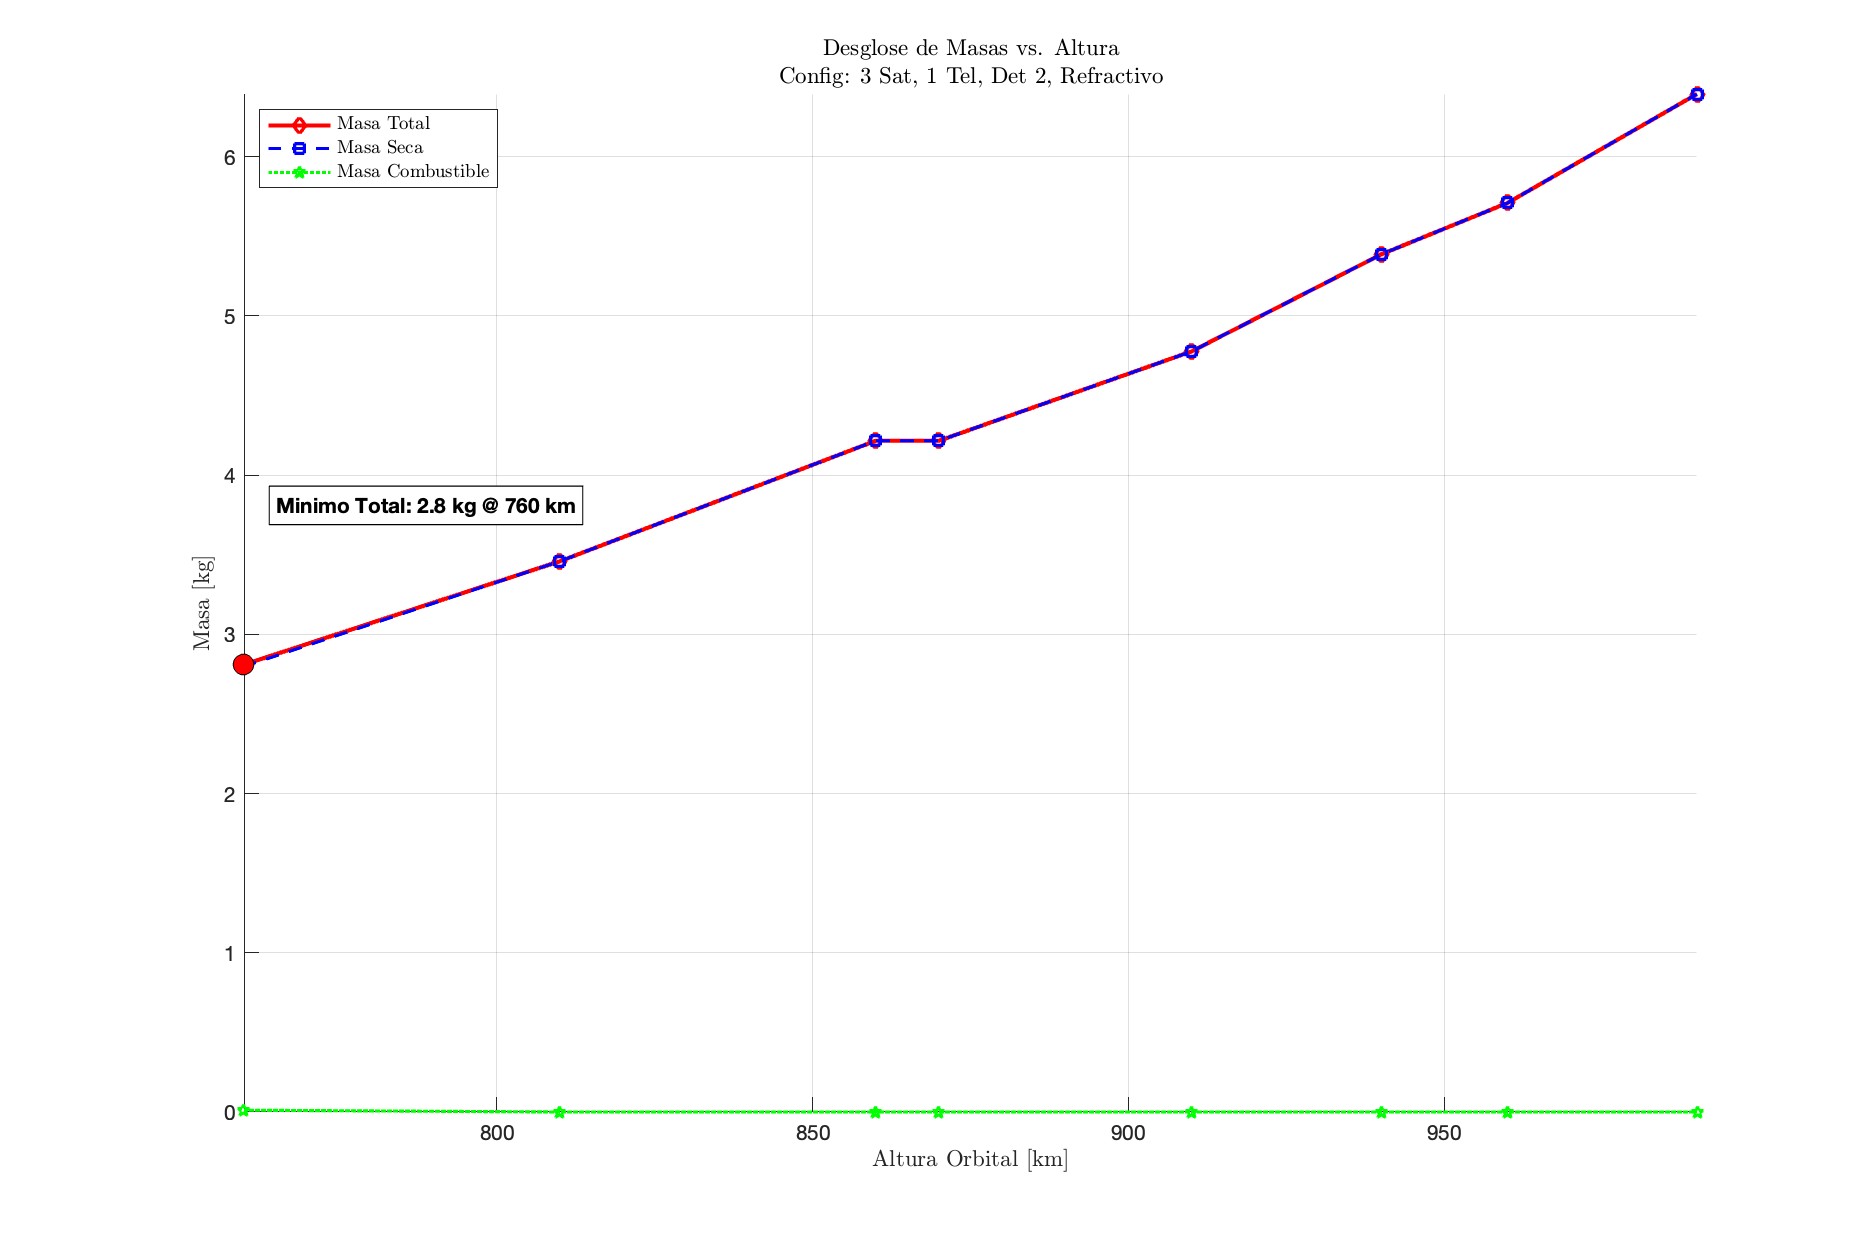 Desglose de Masas vs. Altura
Config: 3 Sat, 1 Tel, Det 2, Refractivo
Masa Total
Masa Seca
Masa Combustible
6
5
4
3
2
1
0
Minimo Total: 2.8 kg @ 760 km
Masa [kg]
800
850
900
950
Altura Orbital [km]